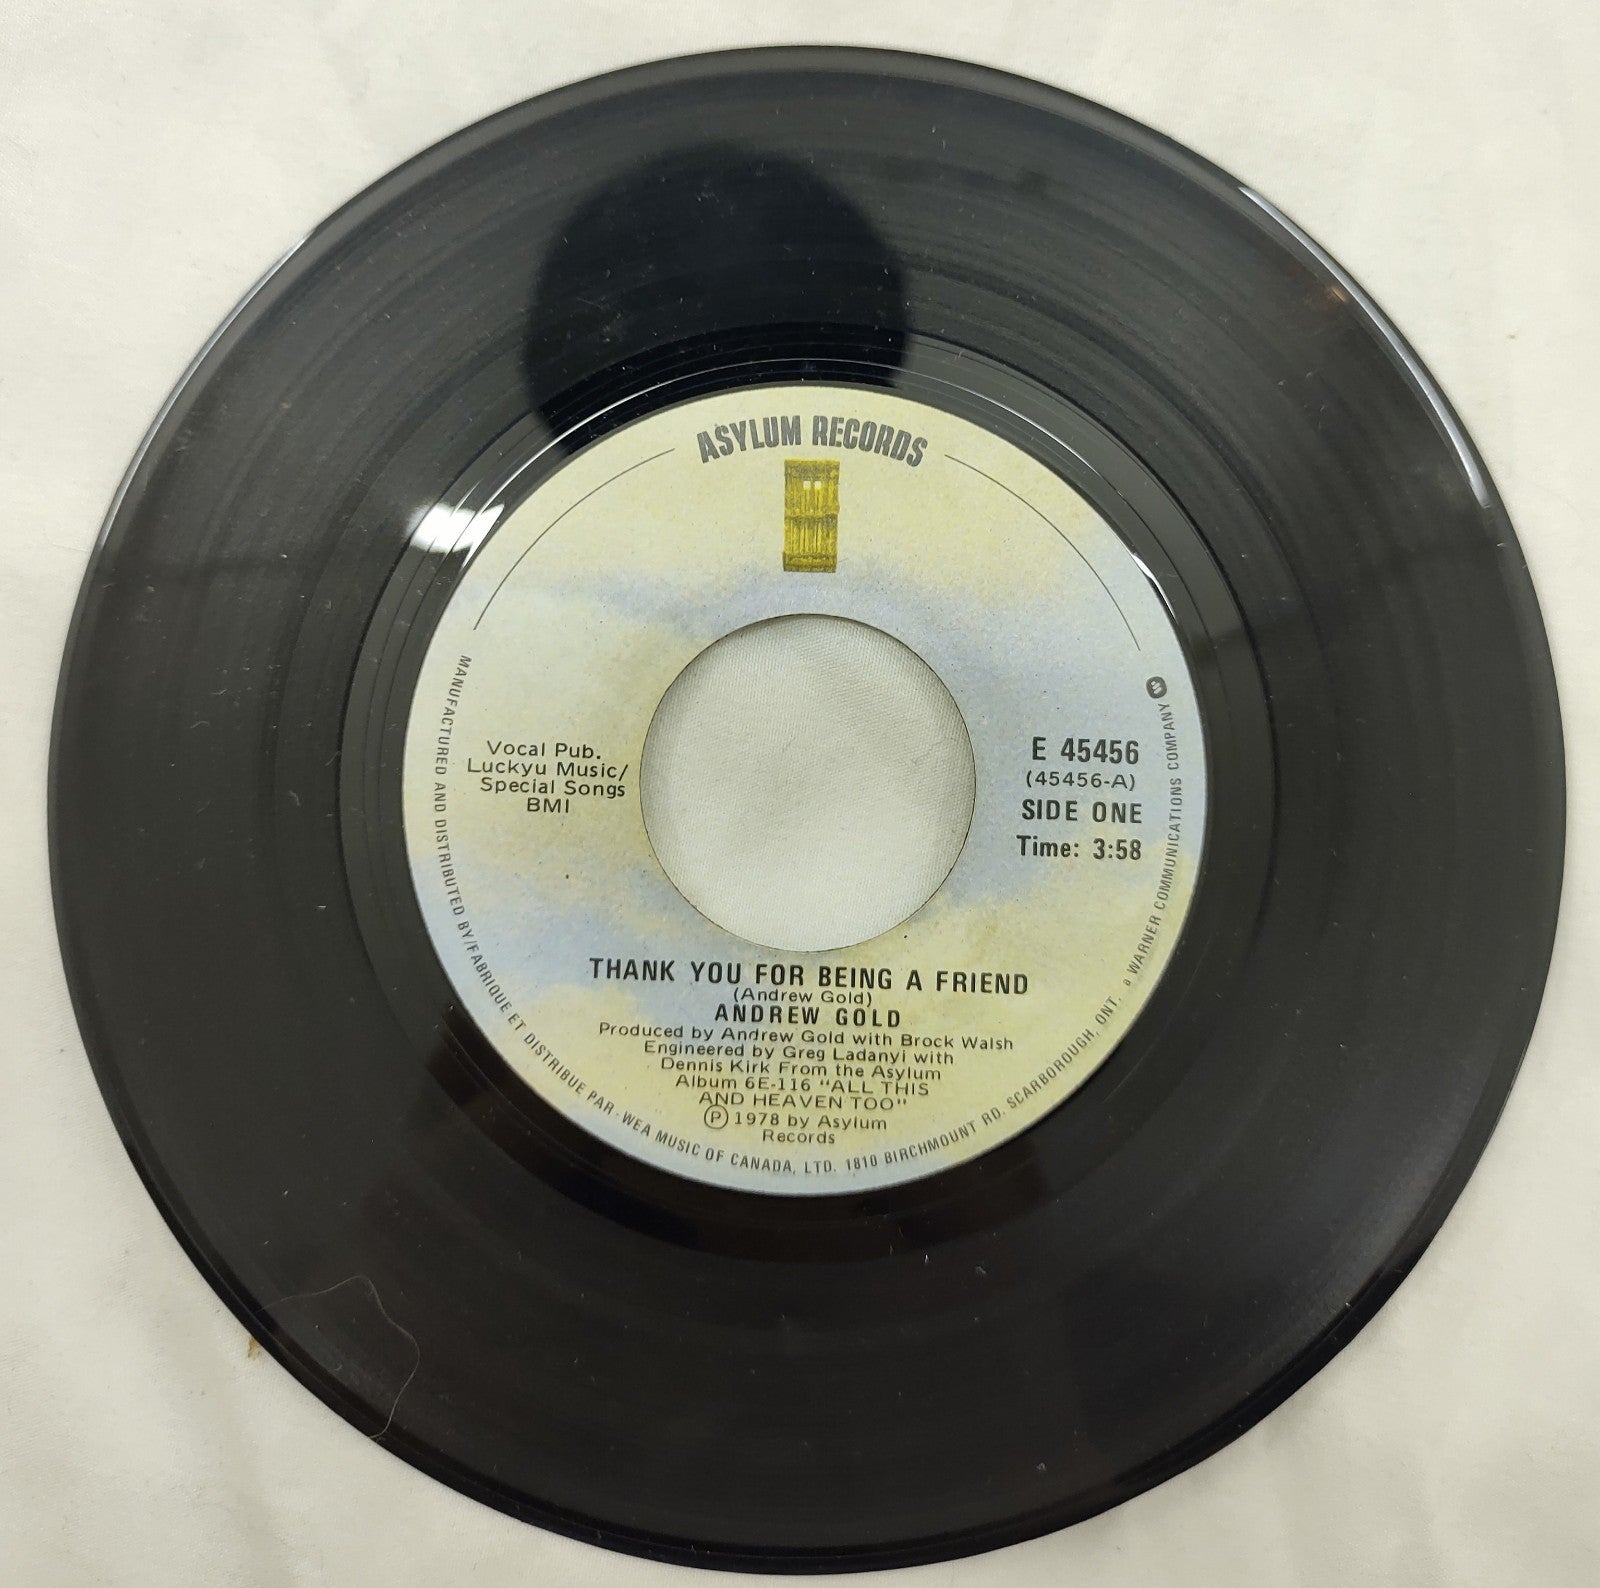 ASYLUM RECORDS
Vocal Pub.
Luckyu Music/
Special Songs
BMI
E 45456
(45456-A)
SIDE ONE
Time: 3:58
THANK YOU FOR BEING A FRIEND
(Andrew Gold)
ANDREW GOLD
Produced by Andrew Gold with Brock Walsh
Engineered by Greg Ladanyi with
Dennis Kirk From the Asylum
Album 6E-116 "ALL THIS
AND HEAVEN TOO"
Ⓟ 1978 by Asylum
Records
MANUFACTURED AND DISTRIBUTED BY/FABRIQUE ET DISTRIBUE PAR - WEA MUSIC OF CANADA, LTD. 1810 BIRCHMOUNT RD. SCARBOROUGH, ONT. a WARNER COMMUNICATIONS COMPANY